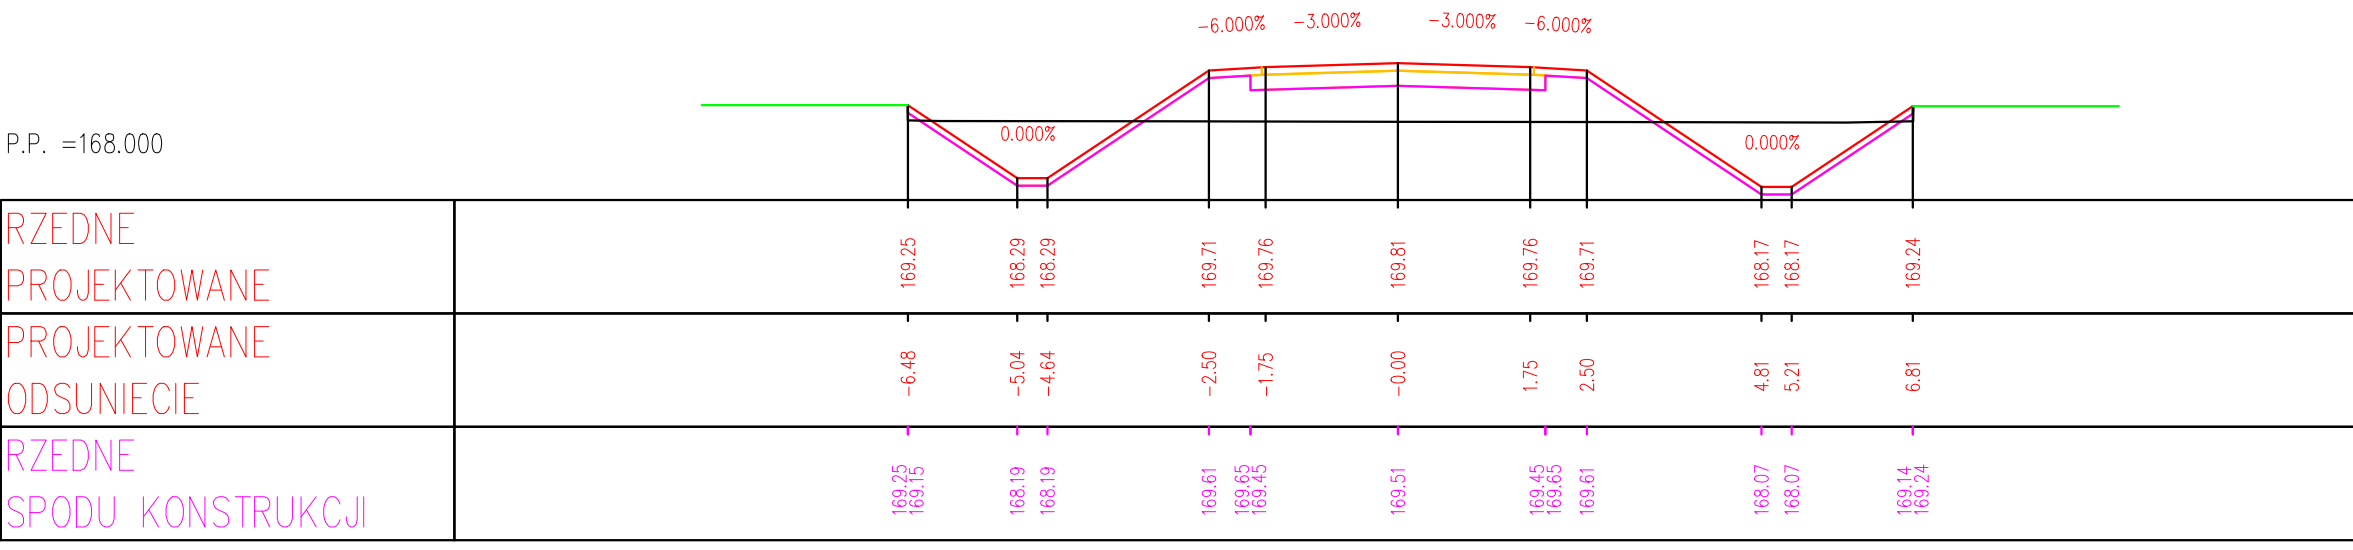 -6.000% -3.000% -3.000% -6.000%
P.P. =168.000
0.000% 0.000%
RZEDNE
PROJEKTOWANE
169.25 168.29 168.29 169.71 169.76 169.81 169.76 169.71 168.17 168.17 169.24
PROJEKTOWANE
ODSUNIECIE
-6.48 -5.04 -4.64 -2.50 -1.75 -0.00 1.75 2.50 4.81 5.21 6.81
RZEDNE
SPODU KONSTRUKCJI
169.25 169.15 168.19 168.19 169.61 169.65 169.45 169.51 169.45 169.65 169.61 168.07 168.07 169.14 169.24